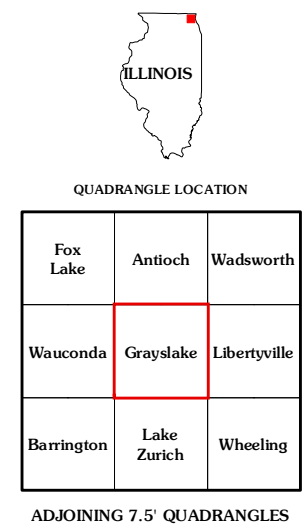 ILLINOIS
QUADRANGLE LOCATION
Fox
Lake
Antioch
Wadsworth
Wauconda
Grayslake
Libertyville
Barrington
Lake
Zurich
Wheeling
ADJOINING 7.5' QUADRANGLES